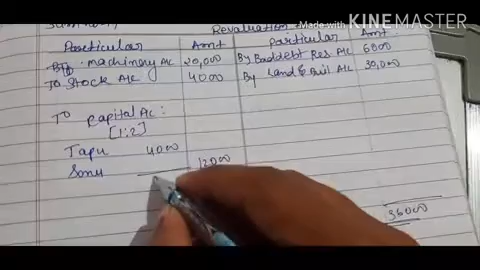 Revaluation
Made with KINEMASTER
Particular Amt Particular Amt
To machinery A/c 20,000 By Baddebt Res A/c 6000
To Stock A/c 4000 By Land & Buil A/c 30,000
To Capital A/c:
[1:2]
Tapu 4000
Sonu 12000
36000